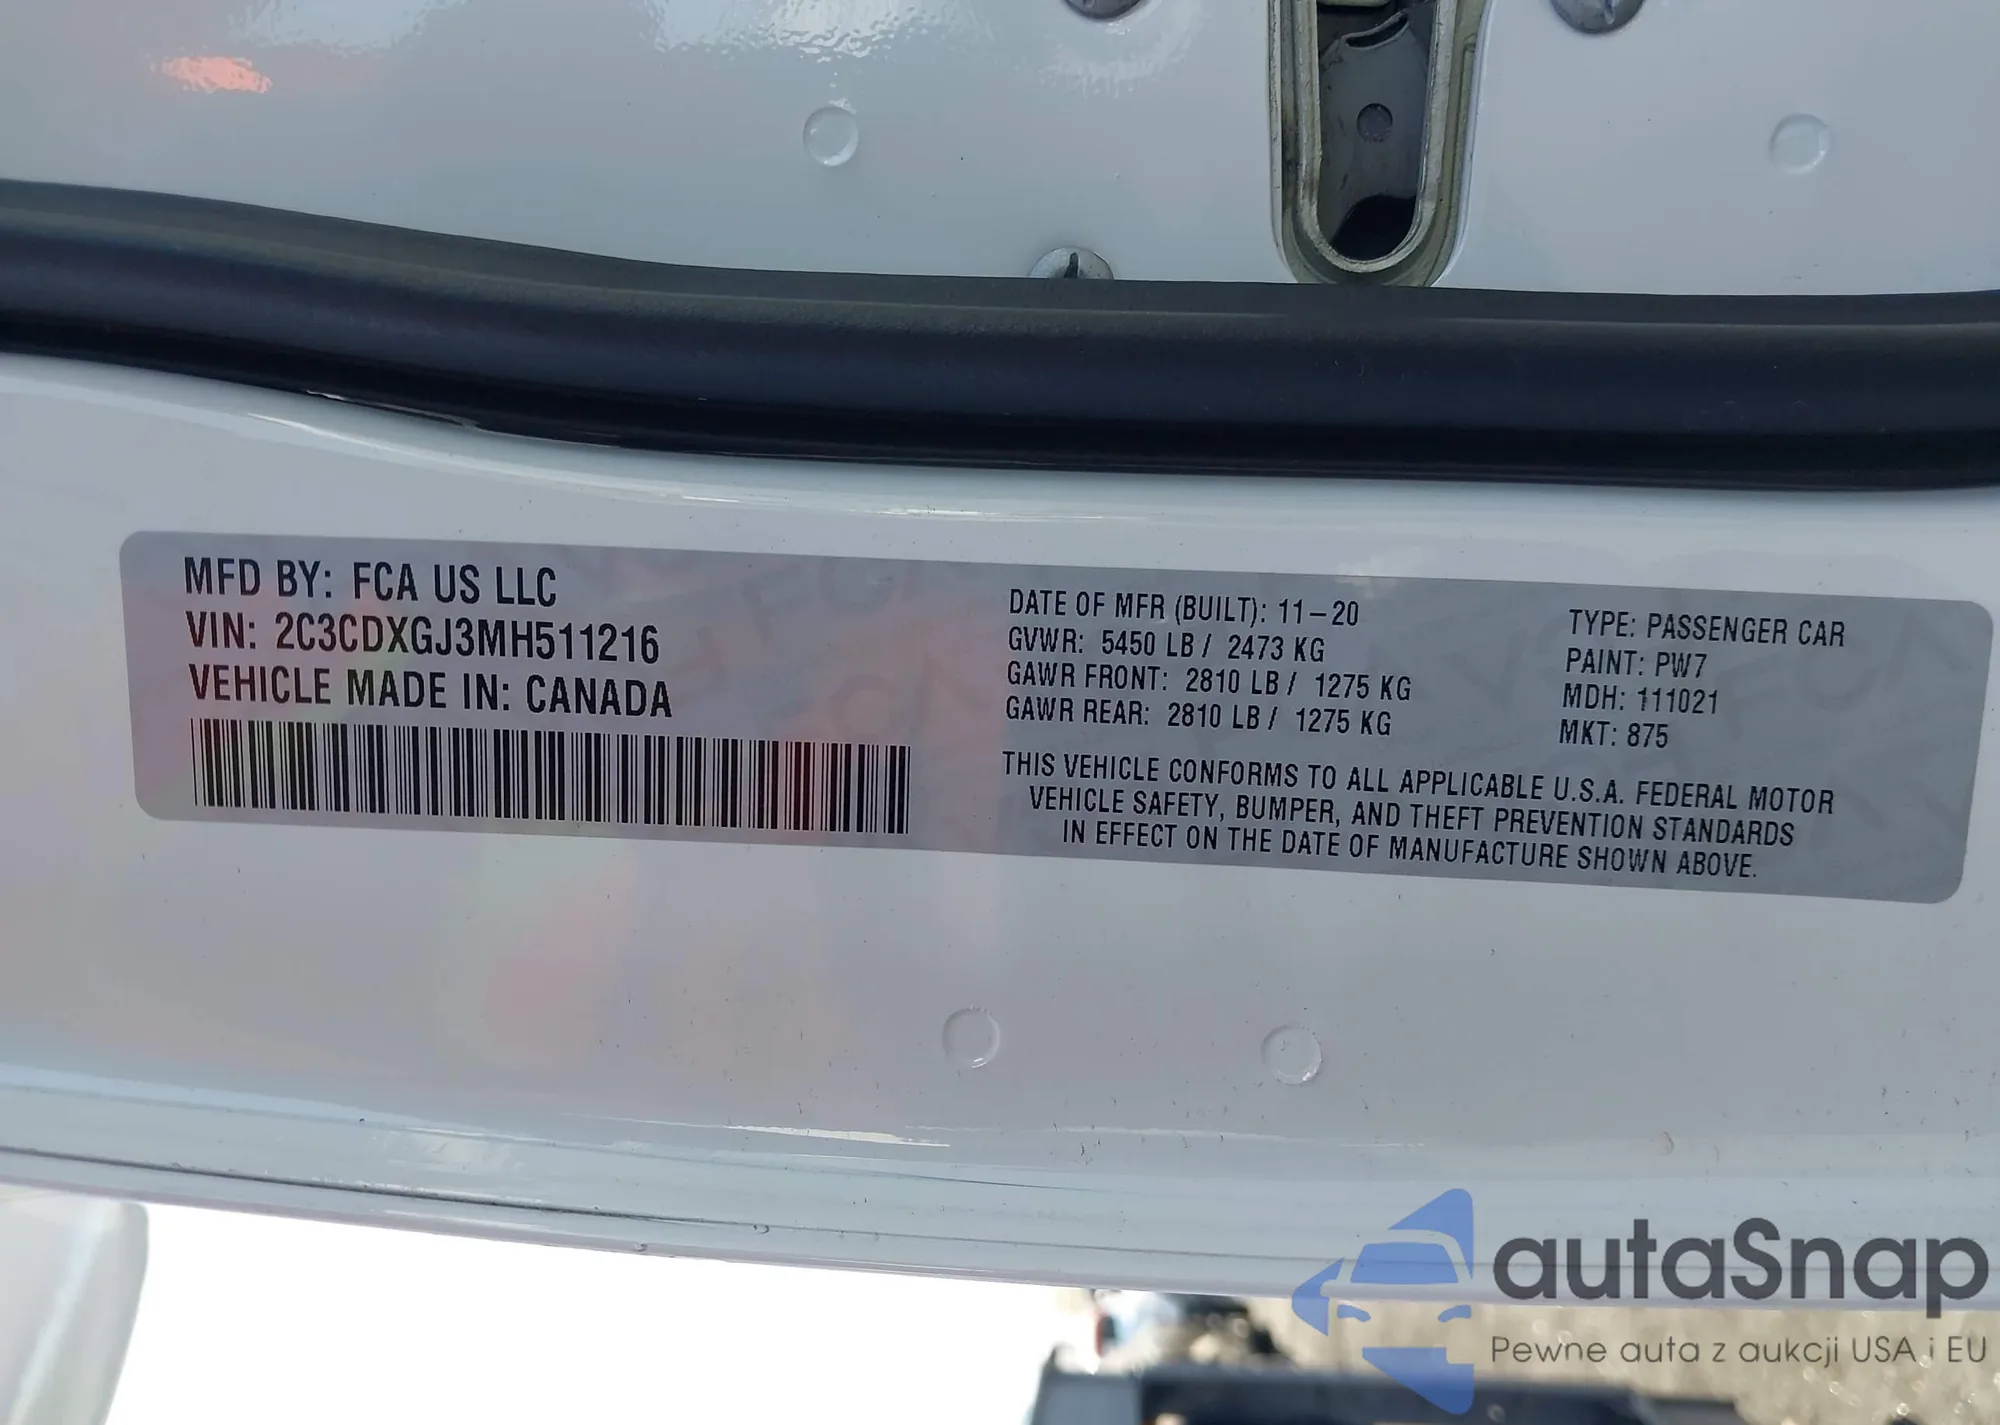 MFD BY: FCA US LLC
VIN: 2C3CDXGJ3MH511216
VEHICLE MADE IN: CANADA
DATE OF MFR (BUILT): 11-20
GVWR: 5450 LB / 2473 KG
GAWR FRONT: 2810 LB / 1275 KG
GAWR REAR: 2810 LB / 1275 KG
TYPE: PASSENGER CAR
PAINT: PW7
MDH: 111021
MKT: 875
THIS VEHICLE CONFORMS TO ALL APPLICABLE U.S.A. FEDERAL MOTOR
VEHICLE SAFETY, BUMPER, AND THEFT PREVENTION STANDARDS
IN EFFECT ON THE DATE OF MANUFACTURE SHOWN ABOVE.
autaSnap
Pewne auta z aukcji USA i EU